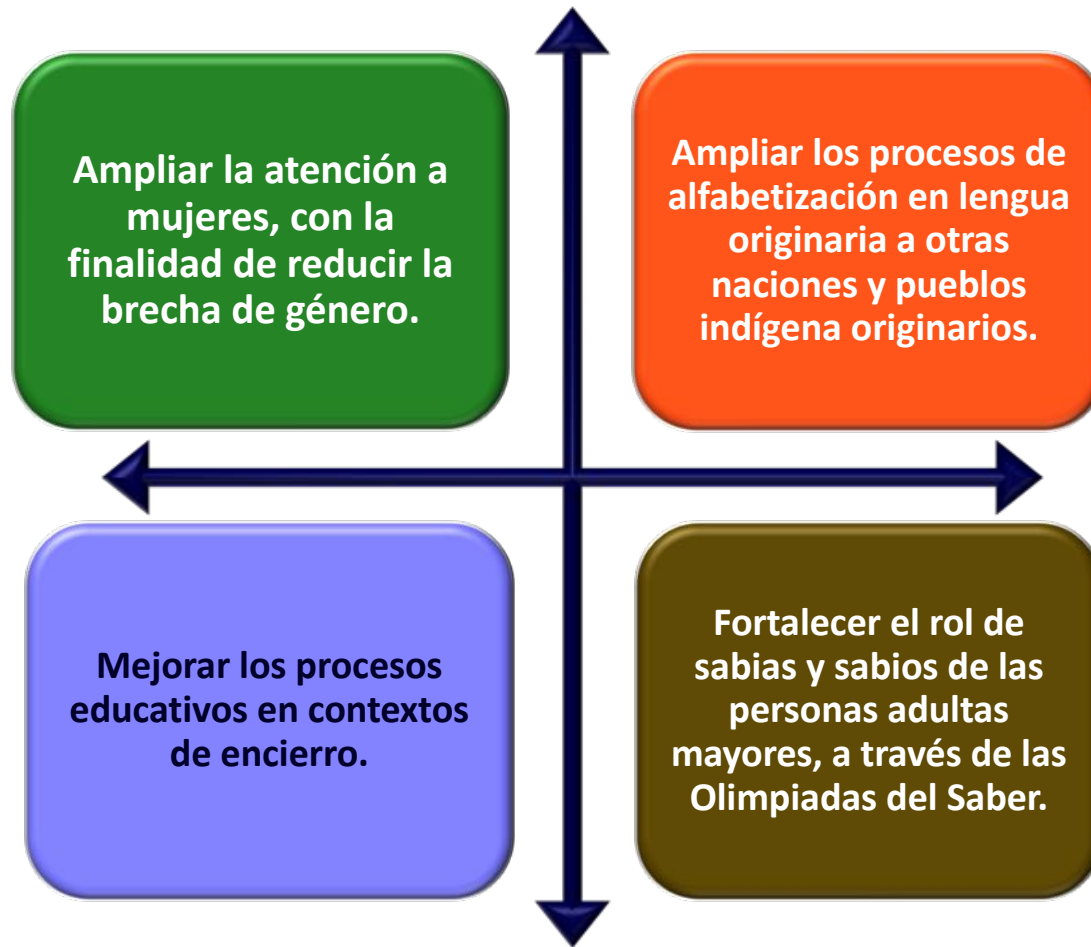 Ampliar la atención a
mujeres, con la
finalidad de reducir la
brecha de género.
Ampliar los procesos de
alfabetización en lengua
originaria a otras
naciones y pueblos
indígena originarios.
Mejorar los procesos
educativos en contextos
de encierro.
Fortalecer el rol de
sabias y sabios de las
personas adultas
mayores, a través de las
Olimpiadas del Saber.